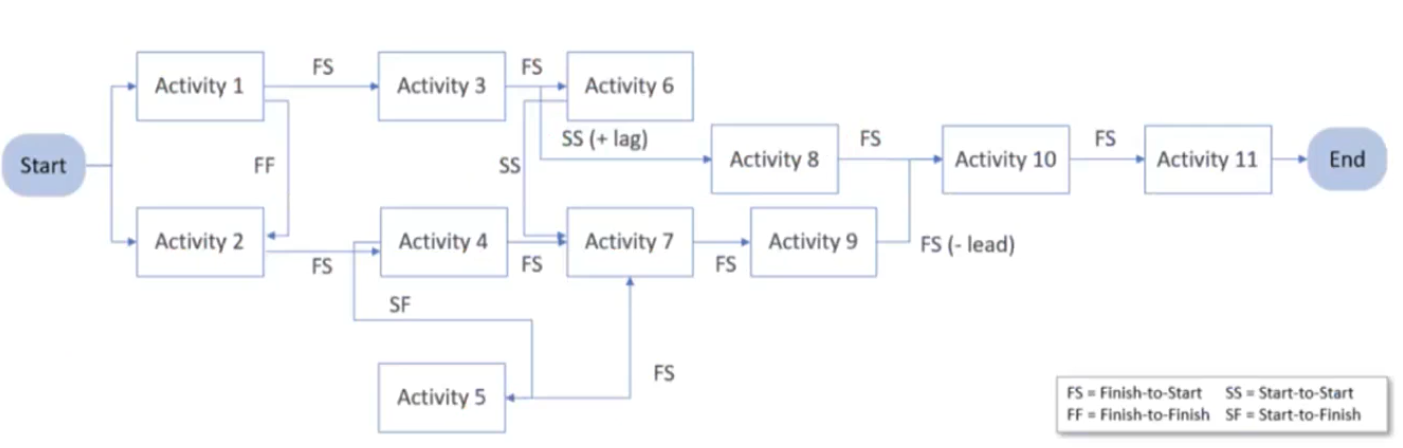 Activity 1
FS
Activity 3
FS
Activity 6
Start
FF
SS
SS (+ lag)
Activity 8
FS
Activity 10
FS
Activity 11
End
Activity 2
FS
Activity 4
FS
Activity 7
FS
Activity 9
FS (- lead)
SF
Activity 5
FS
FS = Finish-to-Start SS = Start-to-Start
FF = Finish-to-Finish SF = Start-to-Finish